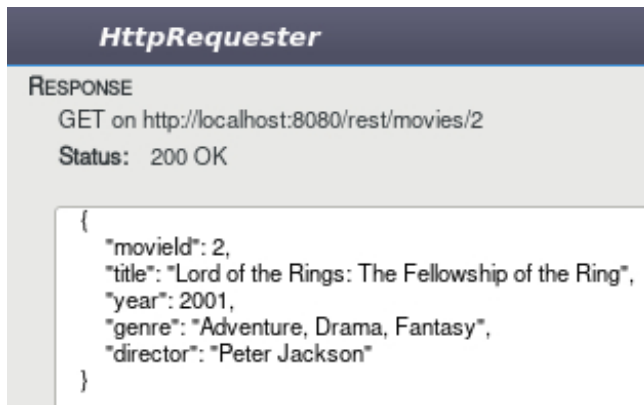 HttpRequester
RESPONSE
GET on http://localhost:8080/rest/movies/2
Status: 200 OK
{
"movieId": 2,
"title": "Lord of the Rings: The Fellowship of the Ring",
"year": 2001,
"genre": "Adventure, Drama, Fantasy",
"director": "Peter Jackson"
}